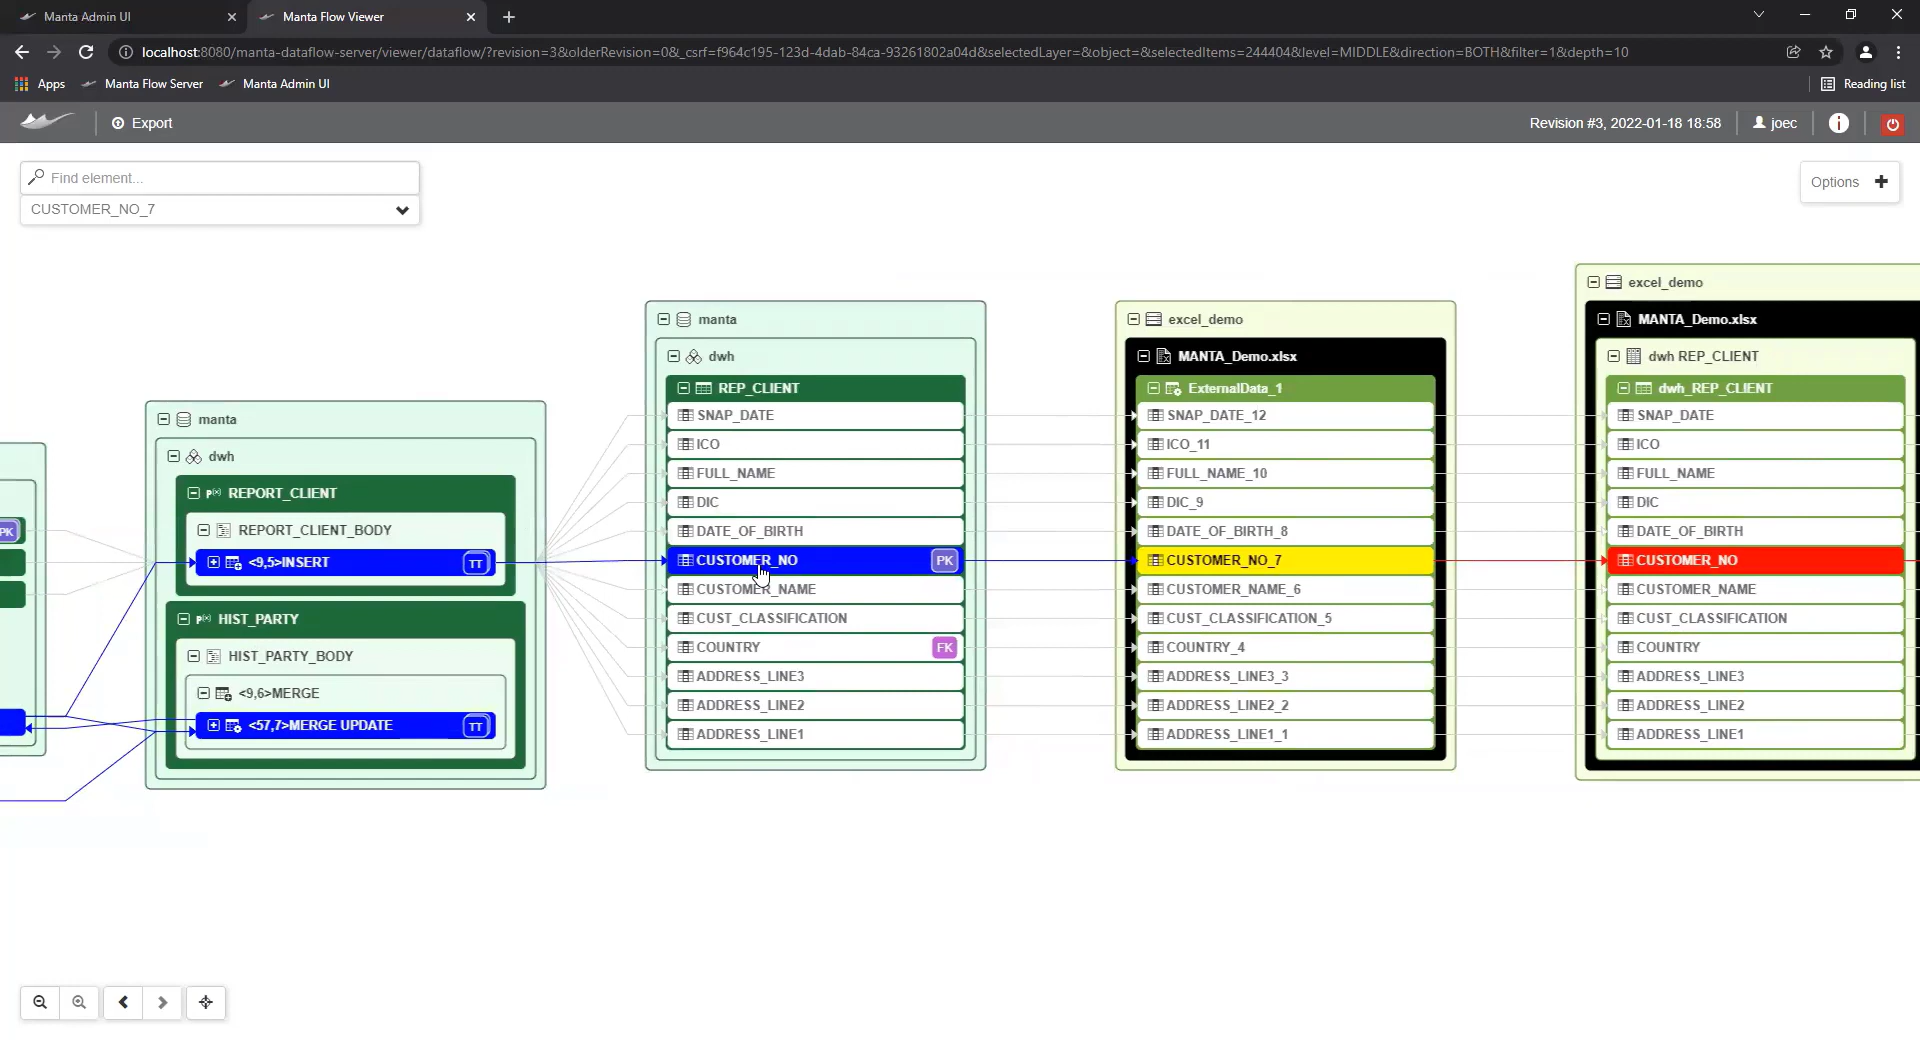 Manta Admin UI
Manta Flow Viewer
localhost:8080/manta-dataflow-server/viewer/dataflow/?revision=3&olderRevision=0&_csrf=f964c195-123d-4dab-84ca-93261802a04d&selectedLayer=&object=&selectedItems=244404&level=MIDDLE&direction=BOTH&filter=1&depth=10
Apps
Manta Flow Server
Manta Admin UI
Reading list
Export
Revision #3, 2022-01-18 18:58
joec
Find element...
CUSTOMER_NO_7
Options
PK
manta
dwh
REPORT_CLIENT
REPORT_CLIENT_BODY
<9,5>INSERT
TT
HIST_PARTY
HIST_PARTY_BODY
<9,6>MERGE
<57,7>MERGE UPDATE
TT
manta
dwh
REP_CLIENT
SNAP_DATE
ICO
FULL_NAME
DIC
DATE_OF_BIRTH
CUSTOMER_NO PK
CUSTOMER_NAME
CUST_CLASSIFICATION
COUNTRY FK
ADDRESS_LINE3
ADDRESS_LINE2
ADDRESS_LINE1
excel_demo
MANTA_Demo.xlsx
ExternalData_1
SNAP_DATE_12
ICO_11
FULL_NAME_10
DIC_9
DATE_OF_BIRTH_8
CUSTOMER_NO_7
CUSTOMER_NAME_6
CUST_CLASSIFICATION_5
COUNTRY_4
ADDRESS_LINE3_3
ADDRESS_LINE2_2
ADDRESS_LINE1_1
excel_demo
MANTA_Demo.xlsx
dwh REP_CLIENT
dwh_REP_CLIENT
SNAP_DATE
ICO
FULL_NAME
DIC
DATE_OF_BIRTH
CUSTOMER_NO
CUSTOMER_NAME
CUST_CLASSIFICATION
COUNTRY
ADDRESS_LINE3
ADDRESS_LINE2
ADDRESS_LINE1